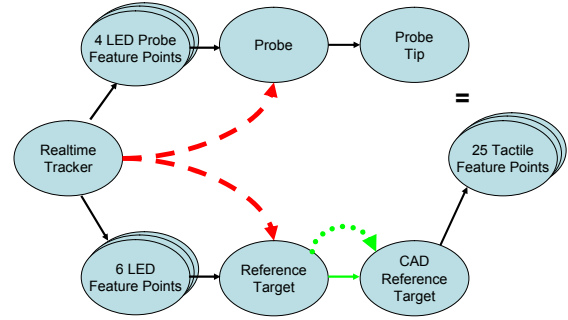 4 LED Probe
Feature Points
Probe
Probe
Tip
=
Realtime
Tracker
25 Tactile
Feature Points
6 LED
Feature Points
Reference
Target
CAD
Reference
Target